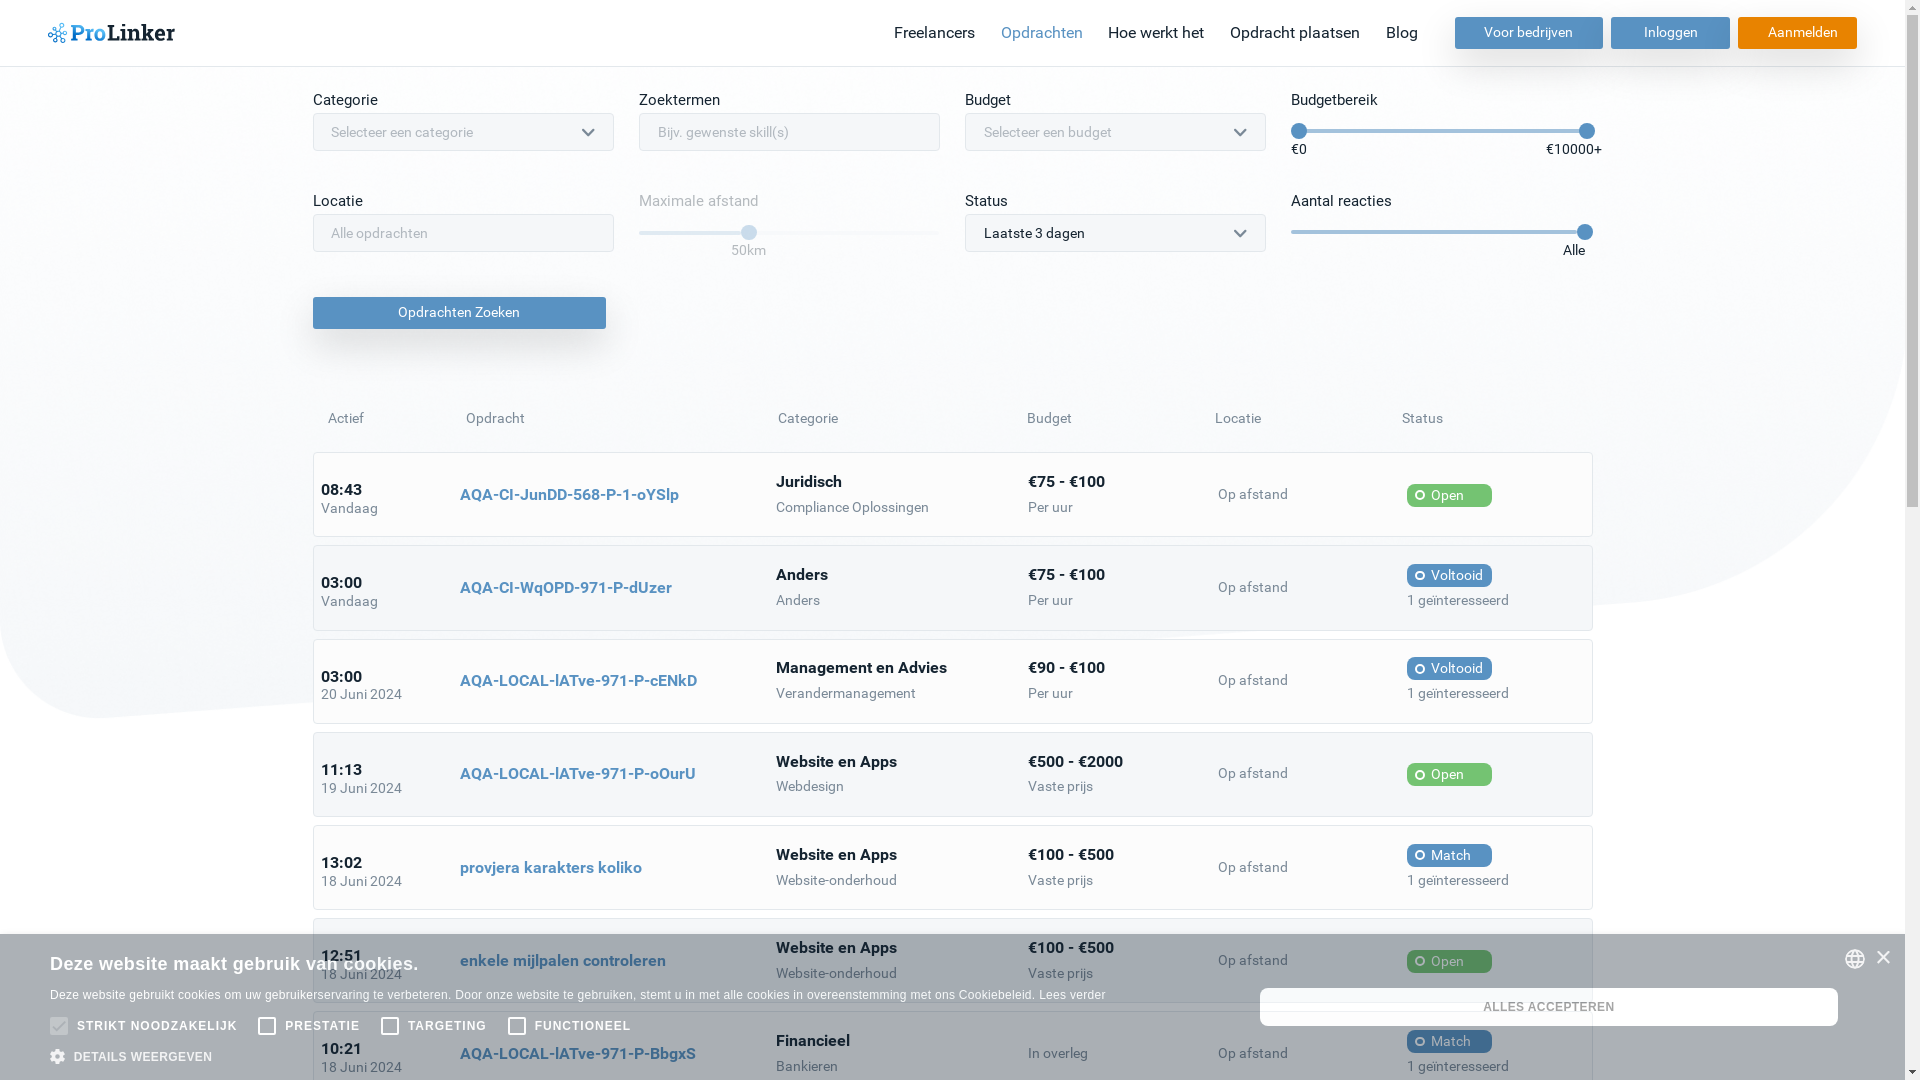 ProLinker
Freelancers Opdrachten Hoe werkt het Opdracht plaatsen Blog Voor bedrijven Inloggen Aanmelden
Categorie Zoektermen Budget Budgetbereik
Selecteer een categorie Bijv. gewenste skill(s) Selecteer een budget
€0 €10000+
Locatie Maximale afstand Status Aantal reacties
Alle opdrachten Laatste 3 dagen
50km Alle
Opdrachten Zoeken
Actief Opdracht Categorie Budget Locatie Status
08:43 AQA-CI-JunDD-568-P-1-oYSlp Juridisch €75 - €100 Op afstand Open
Vandaag Compliance Oplossingen Per uur
03:00 AQA-CI-WqOPD-971-P-dUzer Anders €75 - €100 Op afstand Voltooid
Vandaag Anders Per uur 1 geïnteresseerd
03:00 AQA-LOCAL-lATve-971-P-cENkD Management en Advies €90 - €100 Op afstand Voltooid
20 Juni 2024 Verandermanagement Per uur 1 geïnteresseerd
11:13 AQA-LOCAL-lATve-971-P-oOurU Website en Apps €500 - €2000 Op afstand Open
19 Juni 2024 Webdesign Vaste prijs
13:02 provjera karakters koliko Website en Apps €100 - €500 Op afstand Match
18 Juni 2024 Website-onderhoud Vaste prijs 1 geïnteresseerd
12:51 enkele mijlpalen controleren Website en Apps €100 - €500 Op afstand Open
18 Juni 2024 Website-onderhoud Vaste prijs
10:21 AQA-LOCAL-lATve-971-P-BbgxS Financieel In overleg Op afstand Match
18 Juni 2024 Bankieren 1 geïnteresseerd
Deze website maakt gebruik van cookies.
Deze website gebruikt cookies om uw gebruikerservaring te verbeteren. Door onze website te gebruiken, stemt u in met alle cookies in overeenstemming met ons Cookiebeleid. Lees verder
STRIKT NOODZAKELIJK PRESTATIE TARGETING FUNCTIONEEL
DETAILS WEERGEVEN
ALLES ACCEPTEREN
×